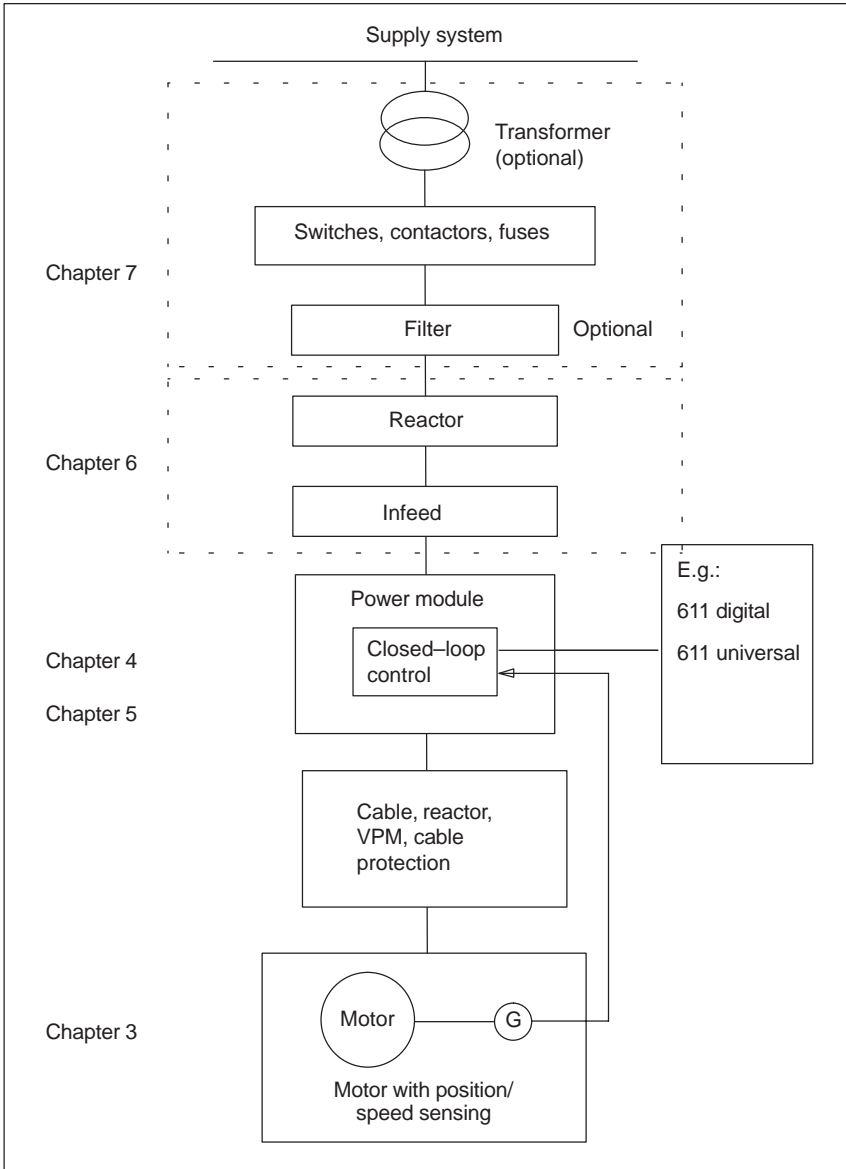 Supply system
Transformer
(optional)
Switches, contactors, fuses
Chapter 7
Filter
Optional
Reactor
Chapter 6
Infeed
E.g.:
611 digital
611 universal
Power module
Closed–loop
control
Chapter 4
Chapter 5
Cable, reactor,
VPM, cable
protection
Motor
G
Chapter 3
Motor with position/
speed sensing